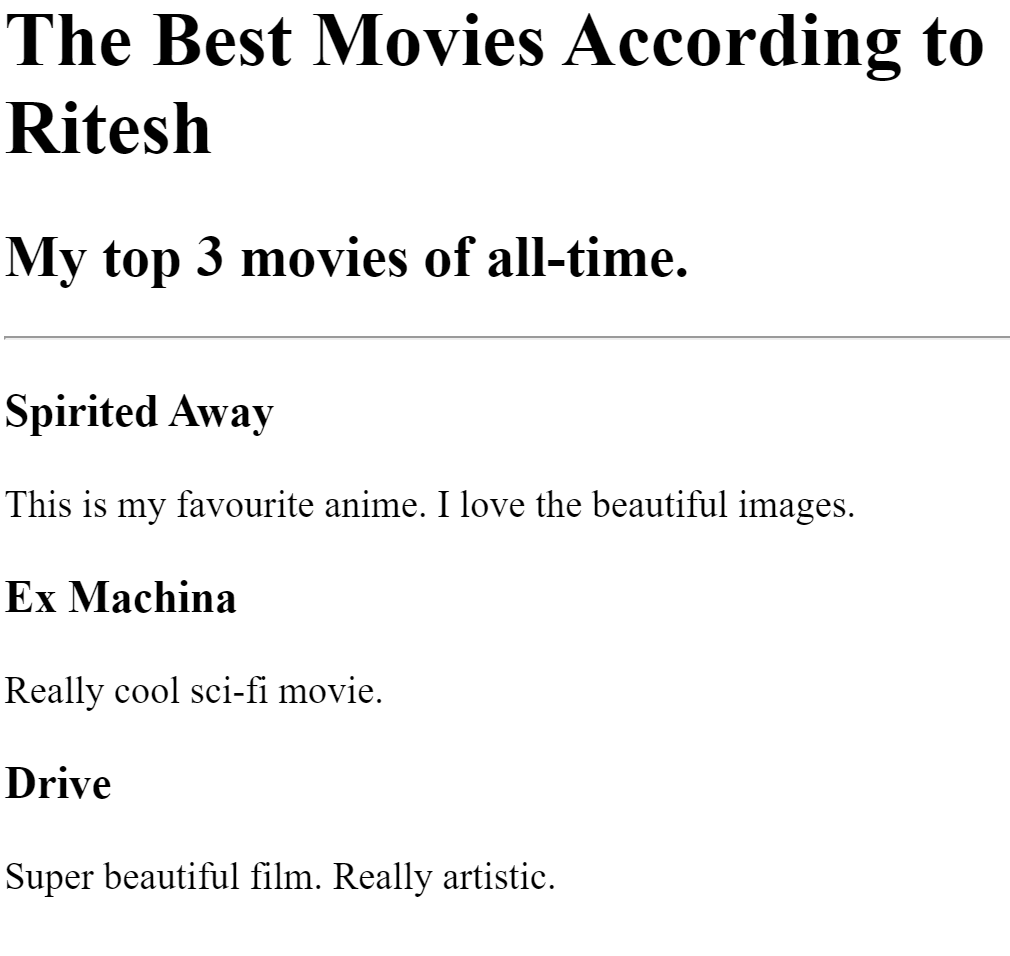 The Best Movies According to
Ritesh
My top 3 movies of all-time.
Spirited Away
This is my favourite anime. I love the beautiful images.
Ex Machina
Really cool sci-fi movie.
Drive
Super beautiful film. Really artistic.